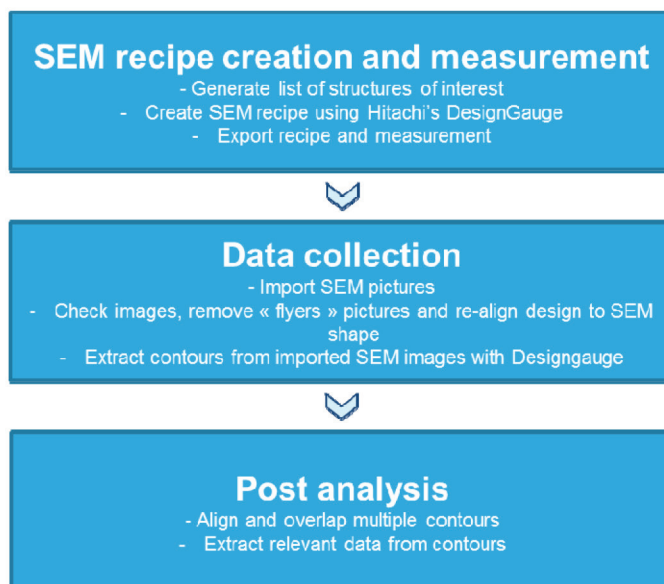 SEM recipe creation and measurement
- Generate list of structures of interest
- Create SEM recipe using Hitachi's DesignGauge
- Export recipe and measurement
Data collection
- Import SEM pictures
- Check images, remove « flyers » pictures and re-align design to SEM
shape
- Extract contours from imported SEM images with Designgauge
Post analysis
- Align and overlap multiple contours
- Extract relevant data from contours